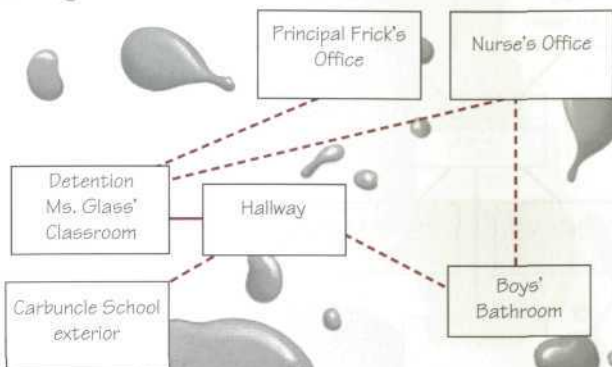 Principal Frick's
Office
Nurse's Office
Detention
Ms. Glass'
Classroom
Hallway
Carbuncle School
exterior
Boys'
Bathroom